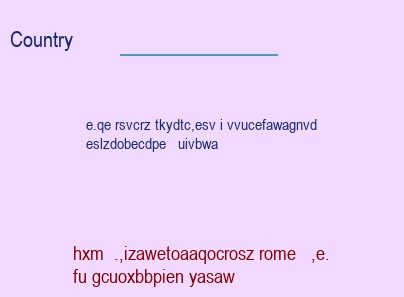 Country
e.qe rsvcrz tkydtc,esv i vvucefawagnvd
eslzdobecdpe   uivbwa
hxm  .,izawetoaaqocrosz rome   ,e.
fu gcuoxbbpien yasaw